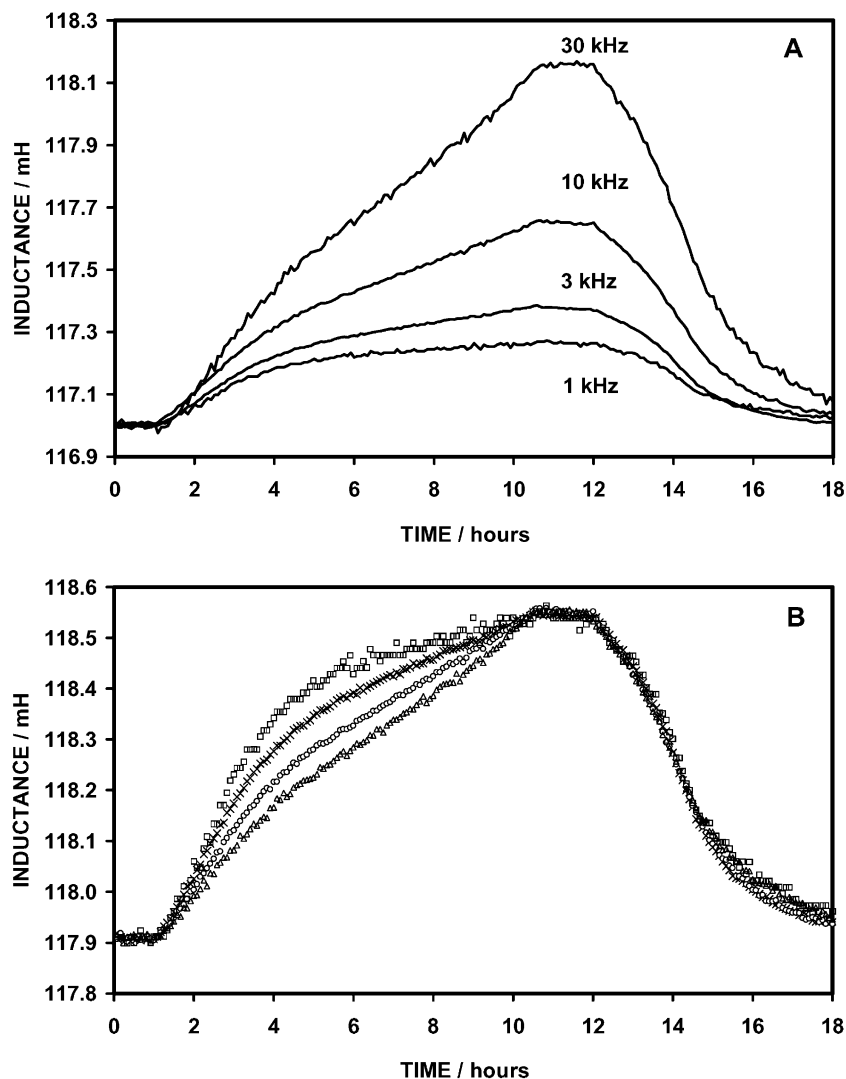 A
30 kHz
10 kHz
3 kHz
1 kHz
INDUCTANCE / mH
118.3
118.1
117.9
117.7
117.5
117.3
117.1
116.9
0 2 4 6 8 10 12 14 16 18
TIME / hours
B
INDUCTANCE / mH
118.6
118.5
118.4
118.3
118.2
118.1
118.0
117.9
117.8
0 2 4 6 8 10 12 14 16 18
TIME / hours